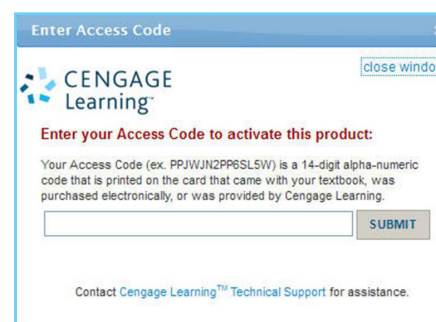 Enter Access Code
close windo
CENGAGE
Learning™
Enter your Access Code to activate this product:
Your Access Code (ex. PPJWJN2PP6SL5W) is a 14-digit alpha-numeric
code that is printed on the card that came with your textbook, was
purchased electronically, or was provided by Cengage Learning.
SUBMIT
Contact Cengage Learning™ Technical Support for assistance.